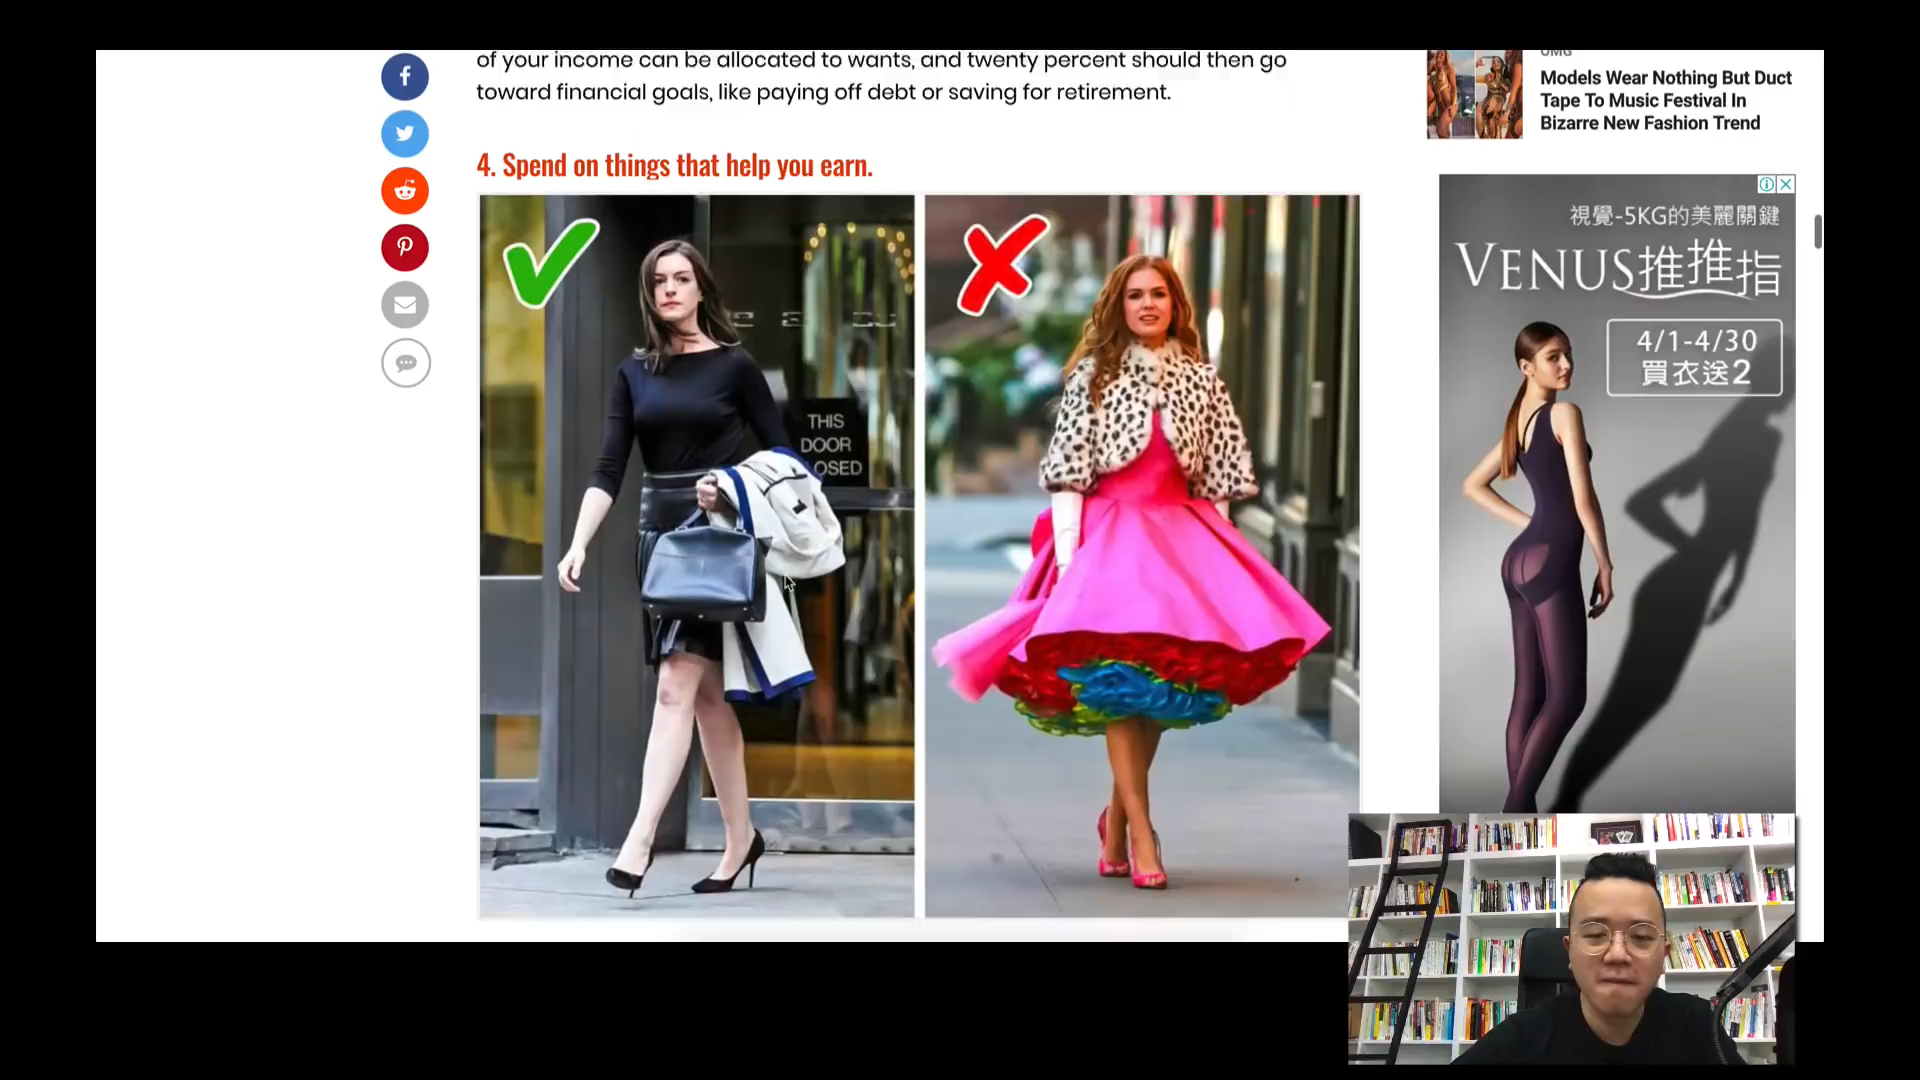 of your income can be allocated to wants, and twenty percent should then go
toward financial goals, like paying off debt or saving for retirement.
4. Spend on things that help you earn.
THIS
DOOR
LOSED
OMG
Models Wear Nothing But Duct
Tape To Music Festival In
Bizarre New Fashion Trend
視覺-5KG的美麗關鍵
VENUS推推指
4/1-4/30
買衣送2